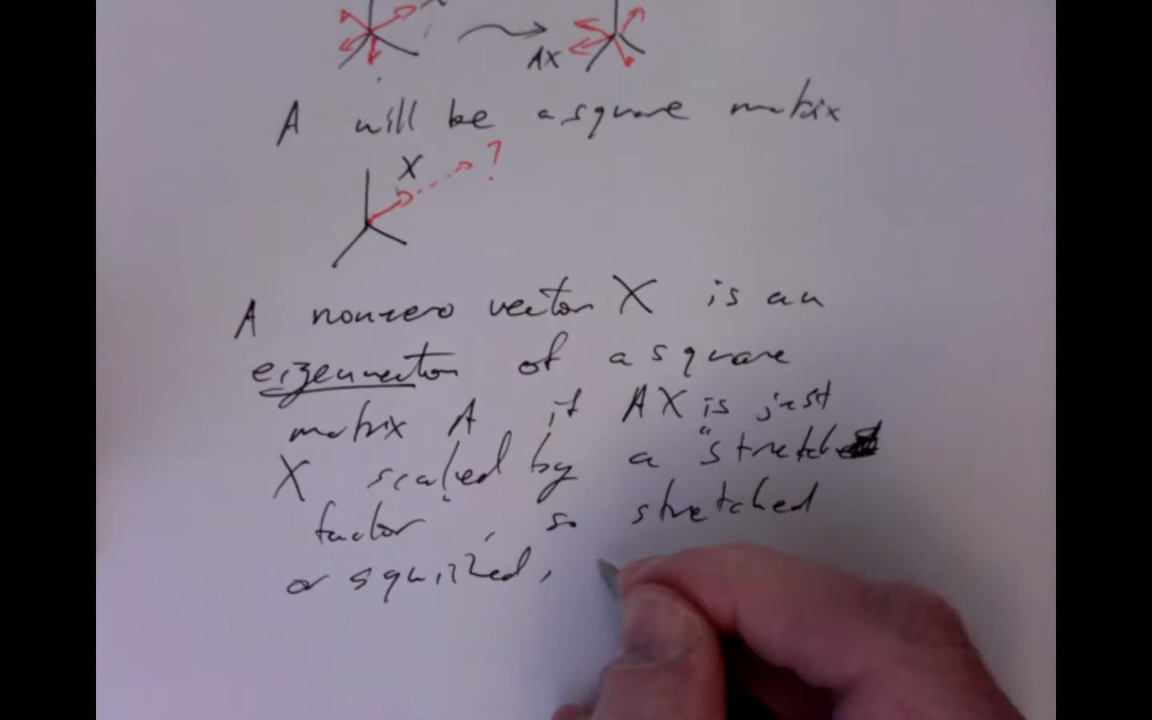 AX
A will be a square matrix
X ?
A nonzero vector X is an
eigenvector of a square
matrix A if AX is just
X scaled by a "stretch
factor", so stretched
or squished,